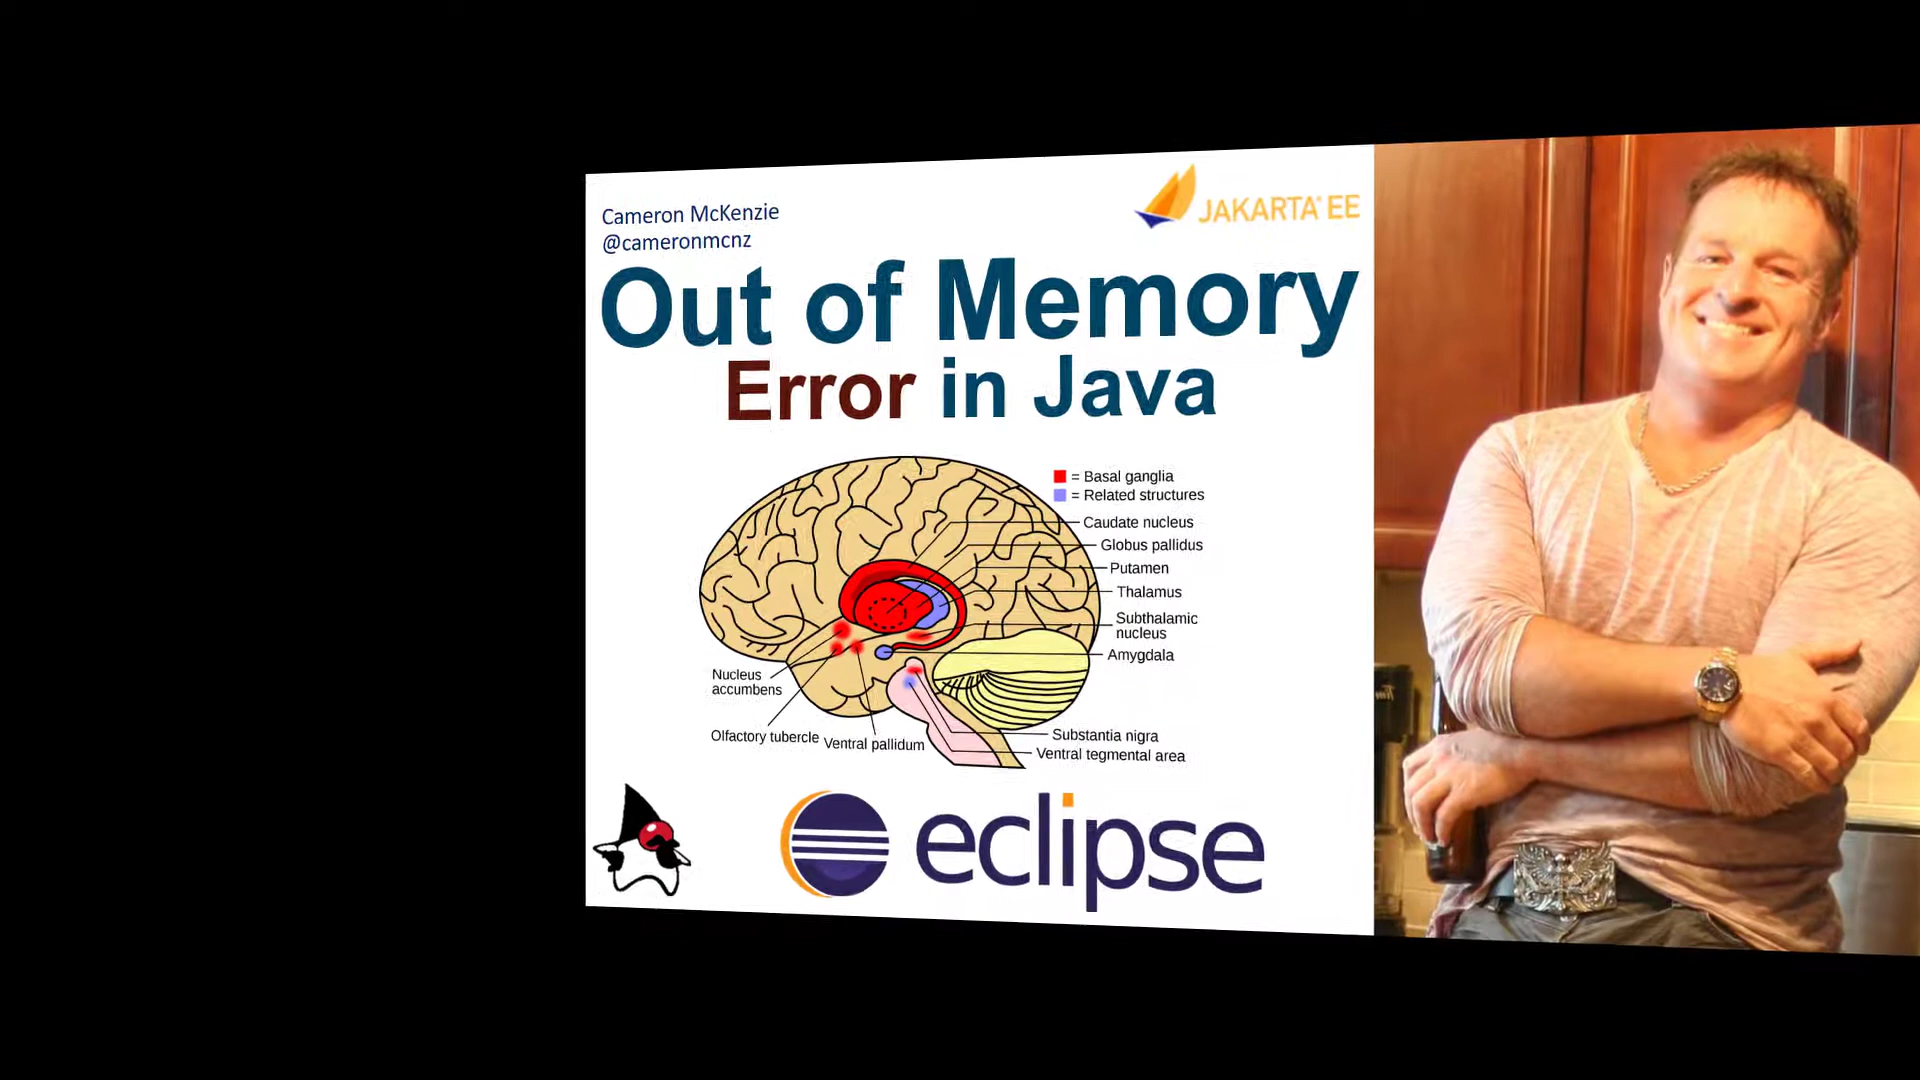 Cameron McKenzie
@cameronmcnz
JAKARTA® EE
Out of Memory
Error in Java
= Basal ganglia
= Related structures
Caudate nucleus
Globus pallidus
Putamen
Thalamus
Subthalamic
nucleus
Amygdala
Nucleus
accumbens
Olfactory tubercle
Ventral pallidum
Substantia nigra
Ventral tegmental area
eclipse